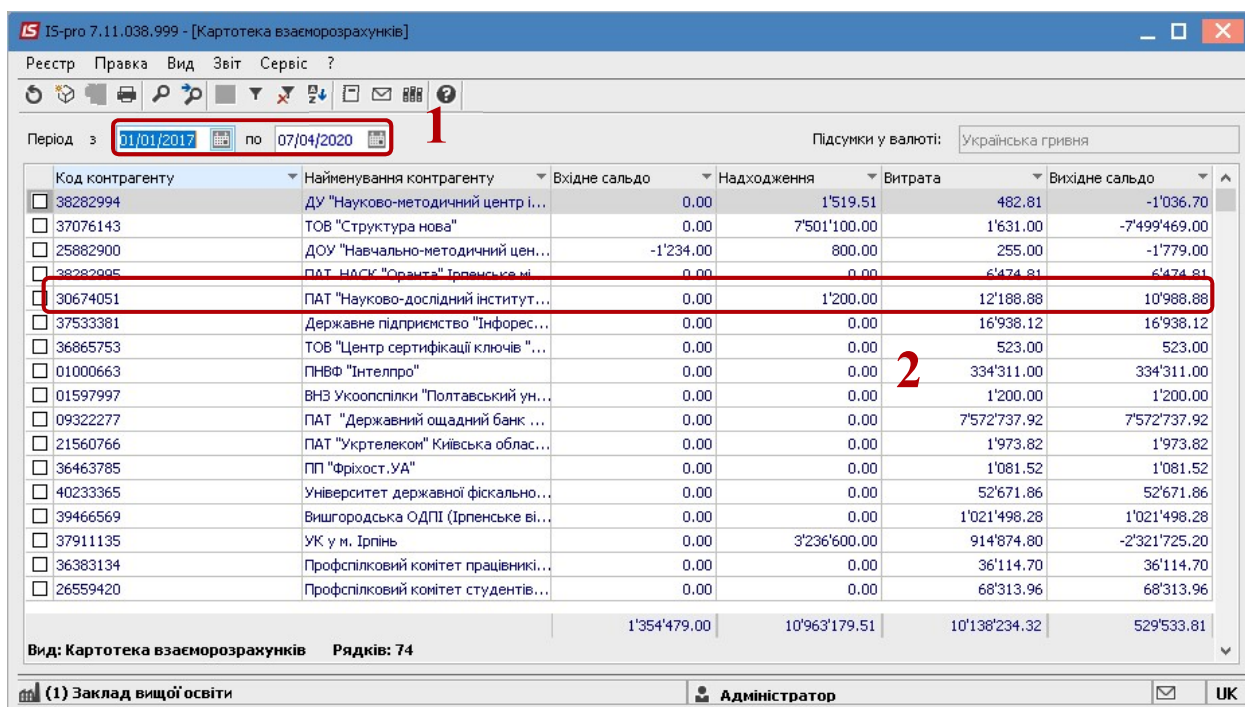 IS-pro 7.11.038.999 - [Картотека взаєморозрахунків]
Реєстр Правка Вид Звіт Сервіс ?
1
Період з 01/01/2017 по 07/04/2020 Підсумки у валюті: Українська гривня
Код контрагенту Найменування контрагенту Вхідне сальдо Надходження Витрата Вихідне сальдо
38282994 ДУ "Науково-методичний центр і... 0.00 1'519.51 482.81 -1'036.70
37076143 ТОВ "Структура нова" 0.00 7'501'100.00 1'631.00 -7'499'469.00
25882900 ДОУ "Навчально-методичний цен... -1'234.00 800.00 255.00 -1'779.00
38282995 ПАТ НАСК "Оранта" Ірпенське мі... 0.00 0.00 6'474.81 6'474.81
30674051 ПАТ "Науково-дослідний інститут... 0.00 1'200.00 12'188.88 10'988.88
37533381 Державне підприємство "Інфорес... 0.00 0.00 16'938.12 16'938.12
36865753 ТОВ "Центр сертифікації ключів "... 0.00 0.00 523.00 523.00
2
01000663 ПНВФ "Інтелпро" 0.00 0.00 334'311.00 334'311.00
01597997 ВНЗ Укоопспілки "Полтавський ун... 0.00 0.00 1'200.00 1'200.00
09322277 ПАТ "Державний ощадний банк ... 0.00 0.00 7'572'737.92 7'572'737.92
21560766 ПАТ "Укртелеком" Київська облас... 0.00 0.00 1'973.82 1'973.82
36463785 ПП "Фріхост.УА" 0.00 0.00 1'081.52 1'081.52
40233365 Університет державної фіскально... 0.00 0.00 52'671.86 52'671.86
39466569 Вишгородська ОДПІ (Ірпенське ві... 0.00 0.00 1'021'498.28 1'021'498.28
37911135 УК у м. Ірпінь 0.00 3'236'600.00 914'874.80 -2'321'725.20
36383134 Профспілковий комітет працівникі... 0.00 0.00 36'114.70 36'114.70
26559420 Профспілковий комітет студентів... 0.00 0.00 68'313.96 68'313.96
1'354'479.00 10'963'179.51 10'138'234.32 529'533.81
Вид: Картотека взаєморозрахунків Рядків: 74
(1) Заклад вищої освіти Адміністратор UK